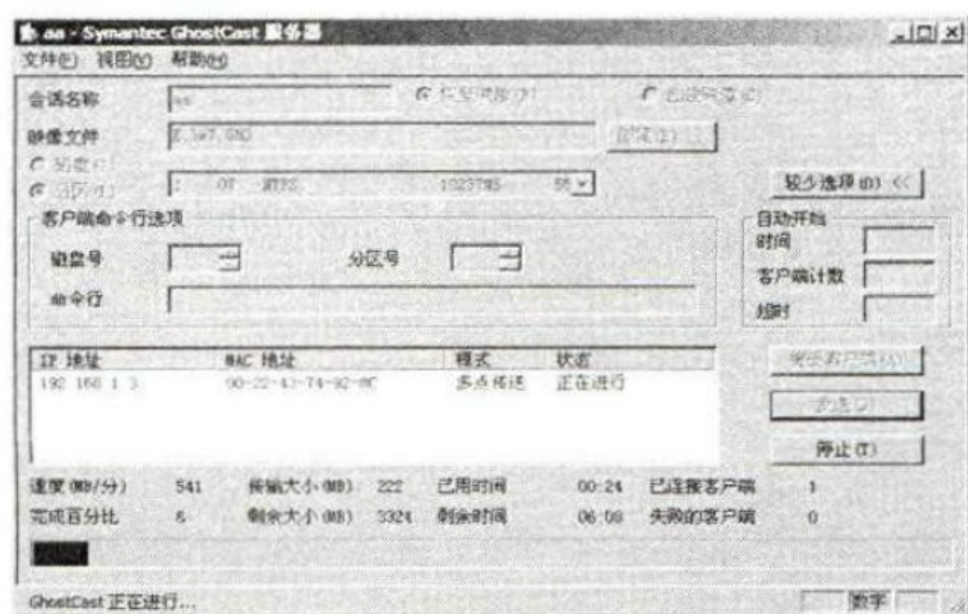 aa - Symantec GhostCast 服务器
文件(F) 视图(V) 帮助(H)
会话名称 aa
映像文件
分区
NTFS 10237MB
较少选项(O) <<
客户端命令行选项
磁盘号 分区号
命令行
自动开始
时间
客户端计数
超时
IP 地址 MAC 地址 模式 状态
192.168.1.3 多点传送 正在进行
停止(T)
速度(MB/分) 541 传输大小(MB) 222 已用时间 00:24 已连接客户端 1
完成百分比 6 剩余大小(MB) 3324 剩余时间 06:08 失败的客户端 0
GhostCast 正在进行...
数字